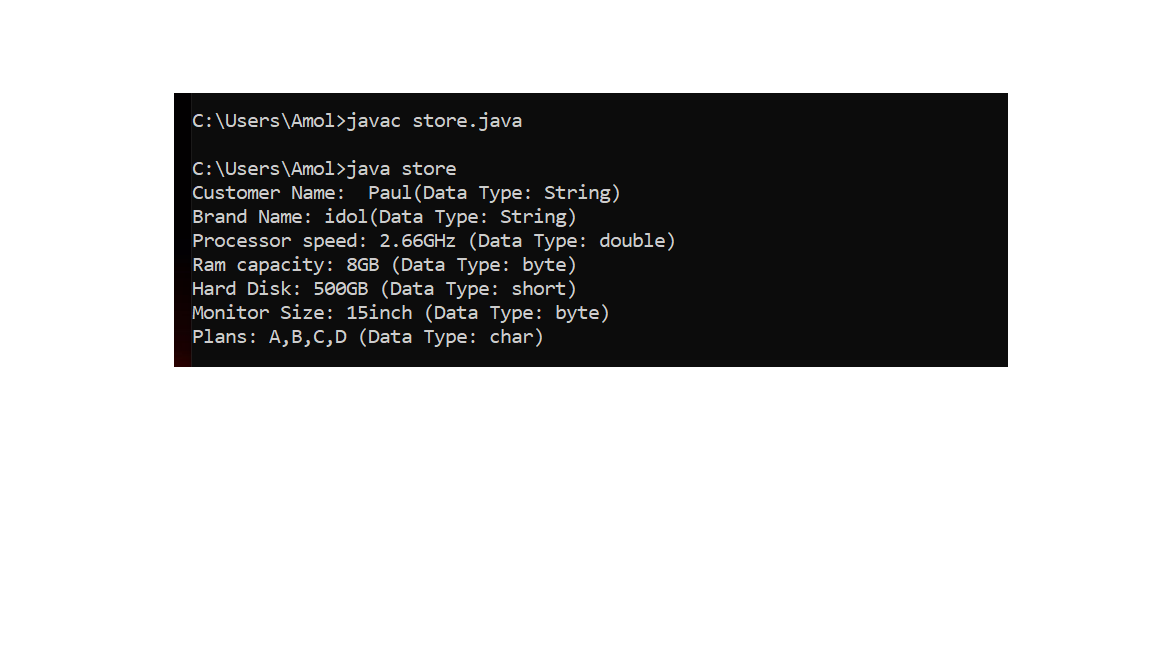 C:\Users\Amol>javac store.java
C:\Users\Amol>java store
Customer Name:  Paul(Data Type: String)
Brand Name: idol(Data Type: String)
Processor speed: 2.66GHz (Data Type: double)
Ram capacity: 8GB (Data Type: byte)
Hard Disk: 500GB (Data Type: short)
Monitor Size: 15inch (Data Type: byte)
Plans: A,B,C,D (Data Type: char)